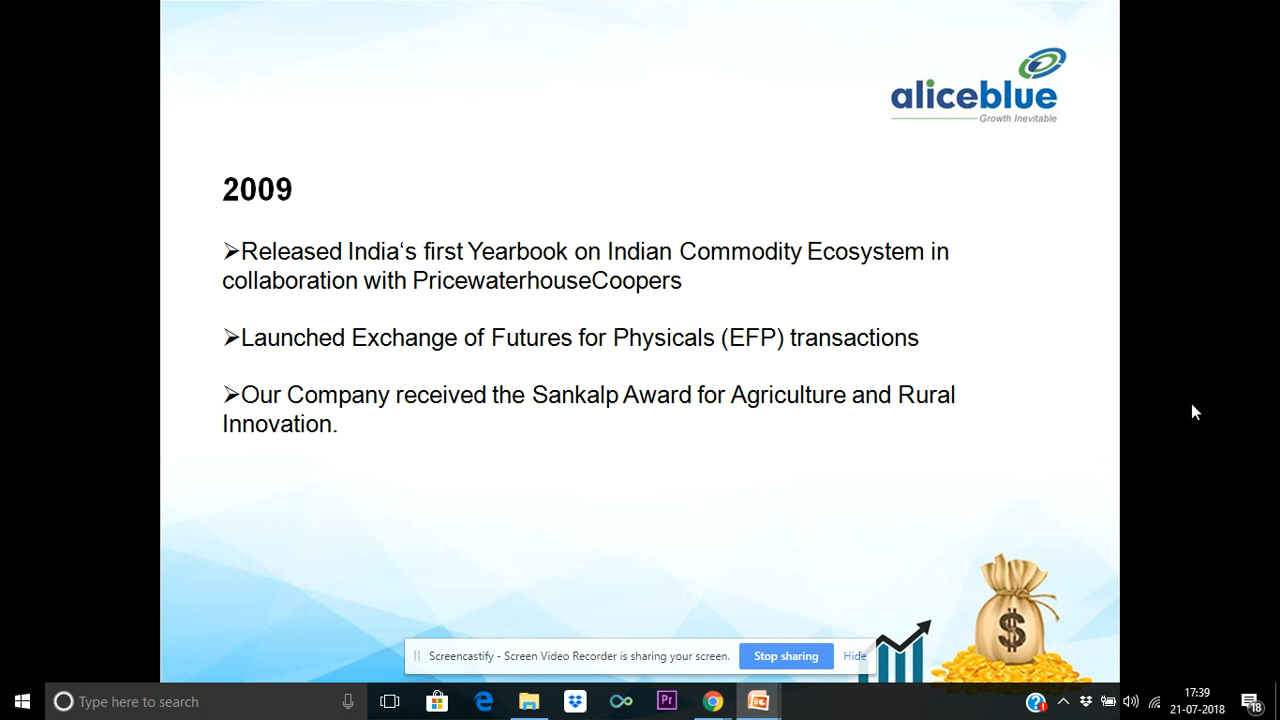 aliceblue
Growth Inevitable
2009
➢Released India‘s first Yearbook on Indian Commodity Ecosystem in
collaboration with PricewaterhouseCoopers
➢Launched Exchange of Futures for Physicals (EFP) transactions
➢Our Company received the Sankalp Award for Agriculture and Rural
Innovation.
$
Screencastify - Screen Video Recorder is sharing your screen. Stop sharing Hide
Type here to search
Pr
17:39
21-07-2018
18